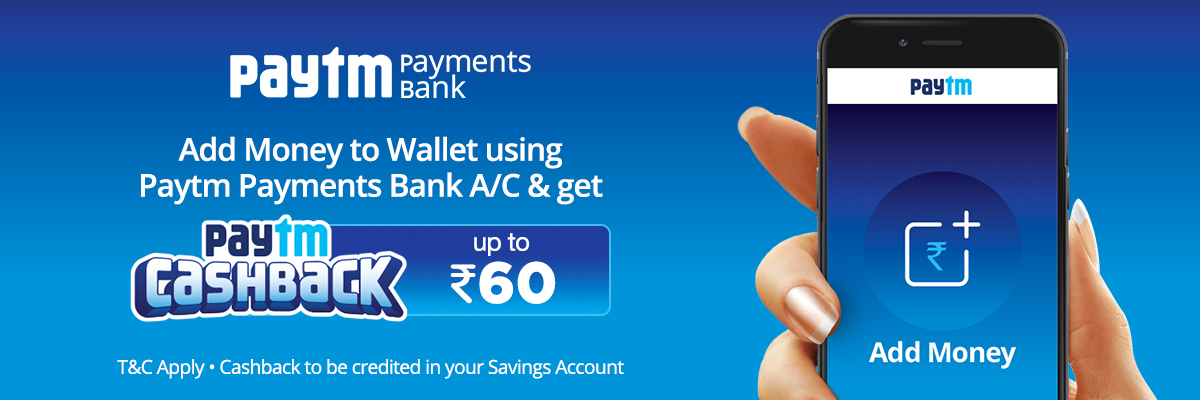 Paytm Payments
Bank
Add Money to Wallet using
Paytm Payments Bank A/C & get
Paytm
CASHBACK
up to
₹60
T&C Apply • Cashback to be credited in your Savings Account
Paytm
₹
Add Money